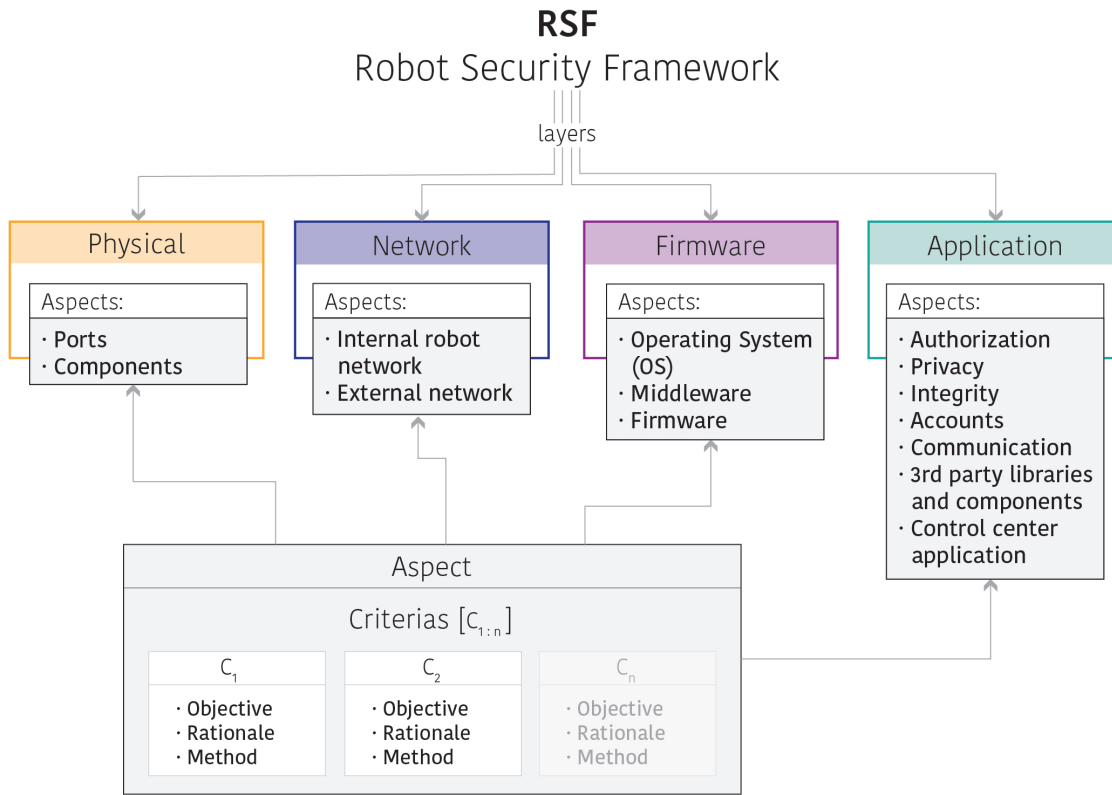 RSF
Robot Security Framework
layers
Physical
Aspects:
· Ports
· Components
Network
Aspects:
· Internal robot
network
· External network
Firmware
Aspects:
· Operating System
(OS)
· Middleware
· Firmware
Application
Aspects:
· Authorization
· Privacy
· Integrity
· Accounts
· Communication
· 3rd party libraries
and components
· Control center
application
Aspect
Criterias [C1:n]
C1
· Objective
· Rationale
· Method
C2
· Objective
· Rationale
· Method
Cn
· Objective
· Rationale
· Method